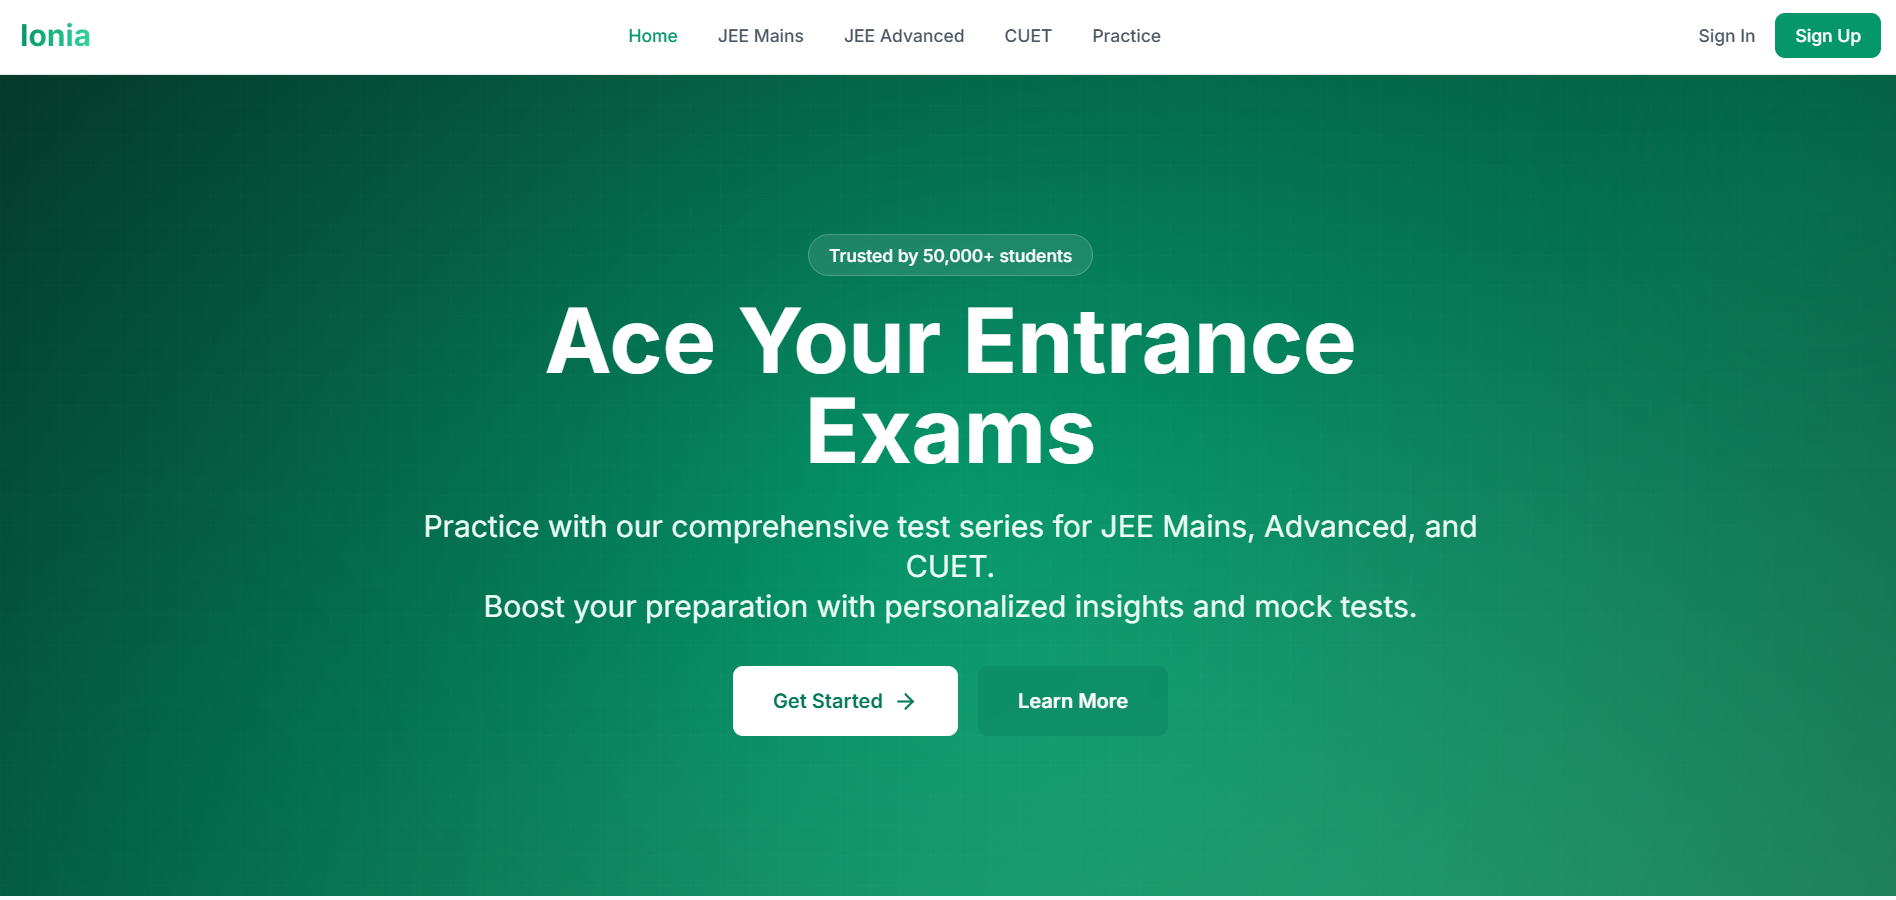 Ionia
Home JEE Mains JEE Advanced CUET Practice
Sign In Sign Up
Trusted by 50,000+ students
Ace Your Entrance
Exams
Practice with our comprehensive test series for JEE Mains, Advanced, and
CUET.
Boost your preparation with personalized insights and mock tests.
Get Started
Learn More